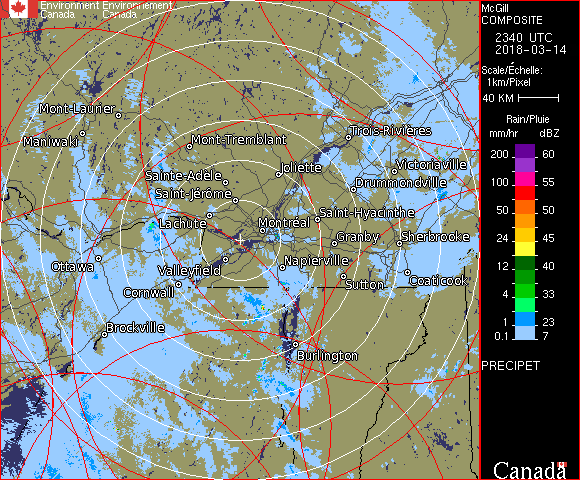 Environment Environnement
Canada Canada
McGill
COMPOSITE
2340 UTC
2018-03-14
Scale/Échelle:
1km/Pixel
40 KM
Rain/Pluie
mm/hr dBZ
200 60
100 55
50 50
24 45
12 40
4 33
1 23
0.1 7
PRECIPET
Canada
Mont-Laurier
Maniwaki
Mont-Tremblant
Trois-Rivières
Sainte-Adèle
Joliette
Victoriaville
Drummondville
Saint-Jérôme
Lachute
Montréal
Saint-Hyacinthe
Granby
Sherbrooke
Ottawa
Valleyfield
Napierville
Cornwall
Sutton
Coaticook
Brockville
Burlington